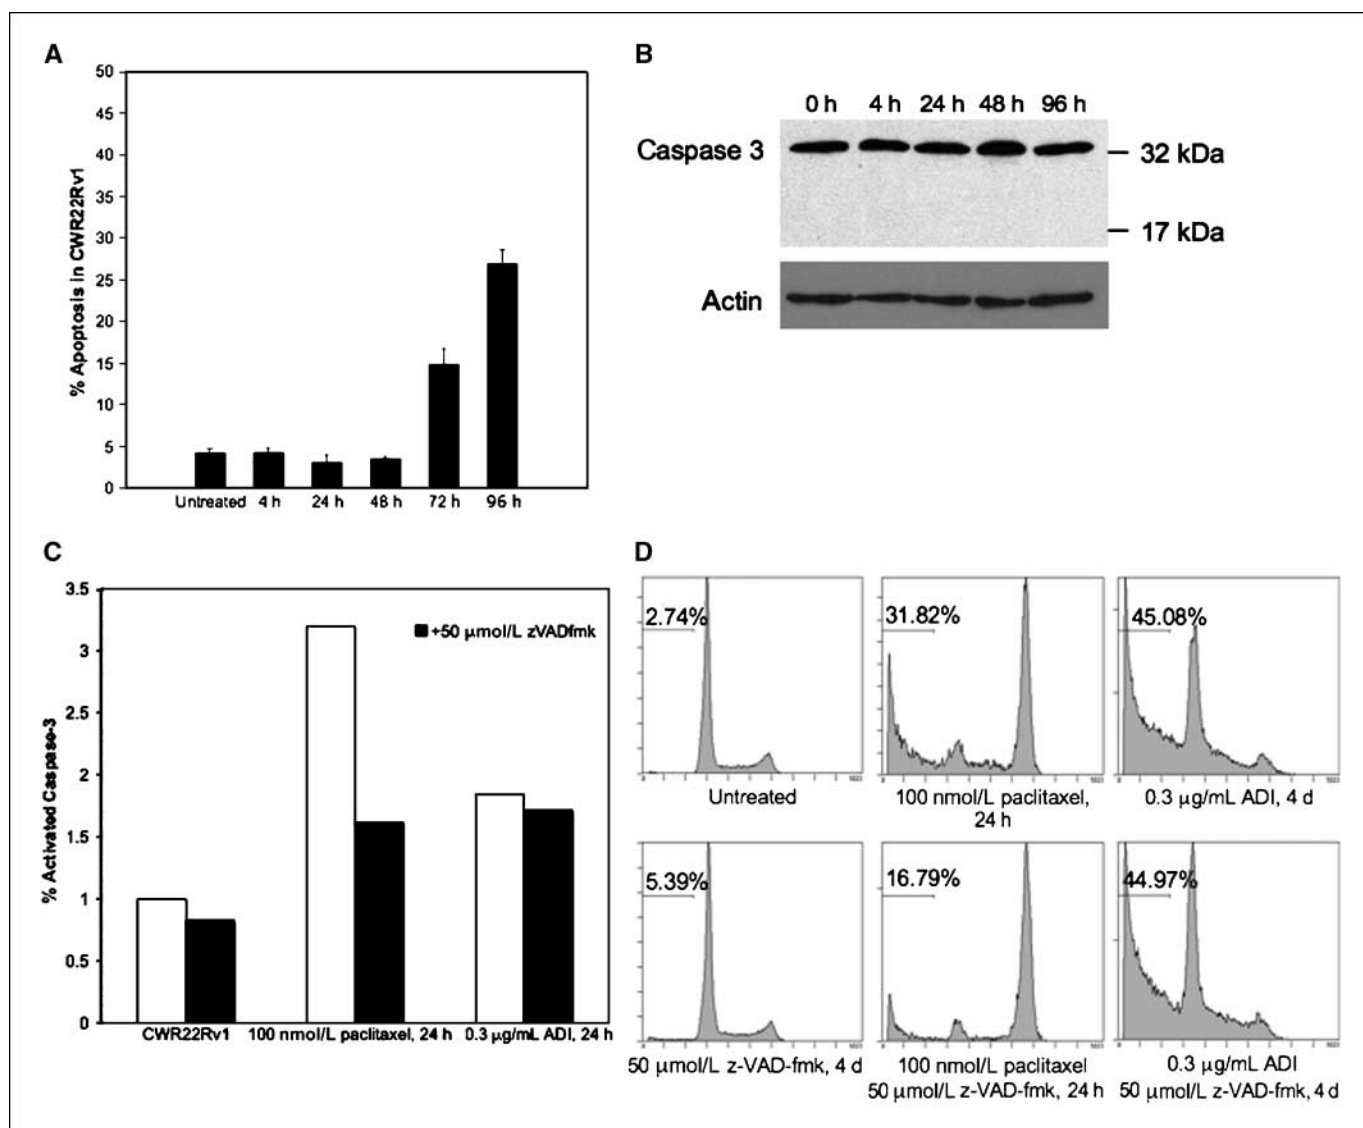 A
50
45
40
35
30
25
20
15
10
5
0
% Apoptosis in CWR22Rv1
Untreated 4 h 24 h 48 h 72 h 96 h
B
0 h 4 h 24 h 48 h 96 h
Caspase 3
32 kDa
17 kDa
Actin
C
3.5
3
2.5
2
1.5
1
0.5
0
% Activated Caspase-3
+50 µmol/L zVADfmk
CWR22Rv1 100 nmol/L paclitaxel, 24 h 0.3 µg/mL ADI, 24 h
D
2.74%
Untreated
31.82%
100 nmol/L paclitaxel,
24 h
45.08%
0.3 µg/mL ADI, 4 d
5.39%
50 µmol/L z-VAD-fmk, 4 d
16.79%
100 nmol/L paclitaxel
50 µmol/L z-VAD-fmk, 24 h
44.97%
0.3 µg/mL ADI
50 µmol/L z-VAD-fmk, 4 d